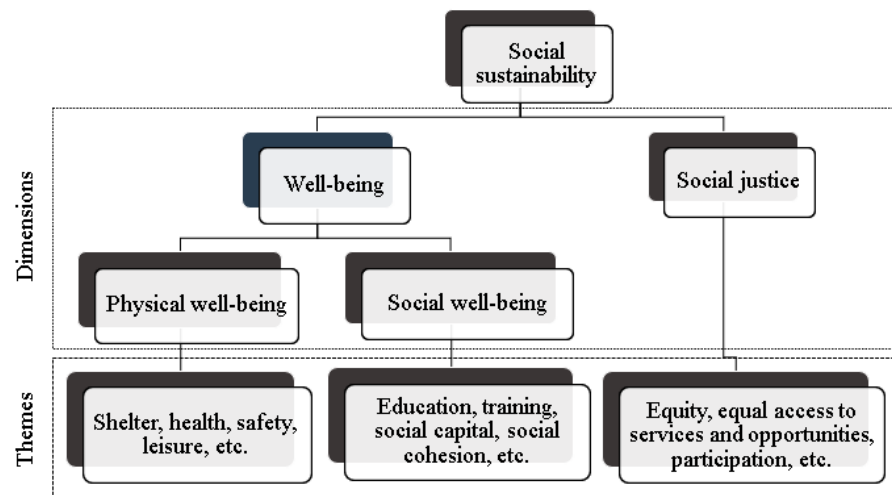 Social
sustainability
Dimensions
Well-being
Social justice
Physical well-being
Social well-being
Themes
Shelter, health, safety,
leisure, etc.
Education, training,
social capital, social
cohesion, etc.
Equity, equal access to
services and opportunities,
participation, etc.